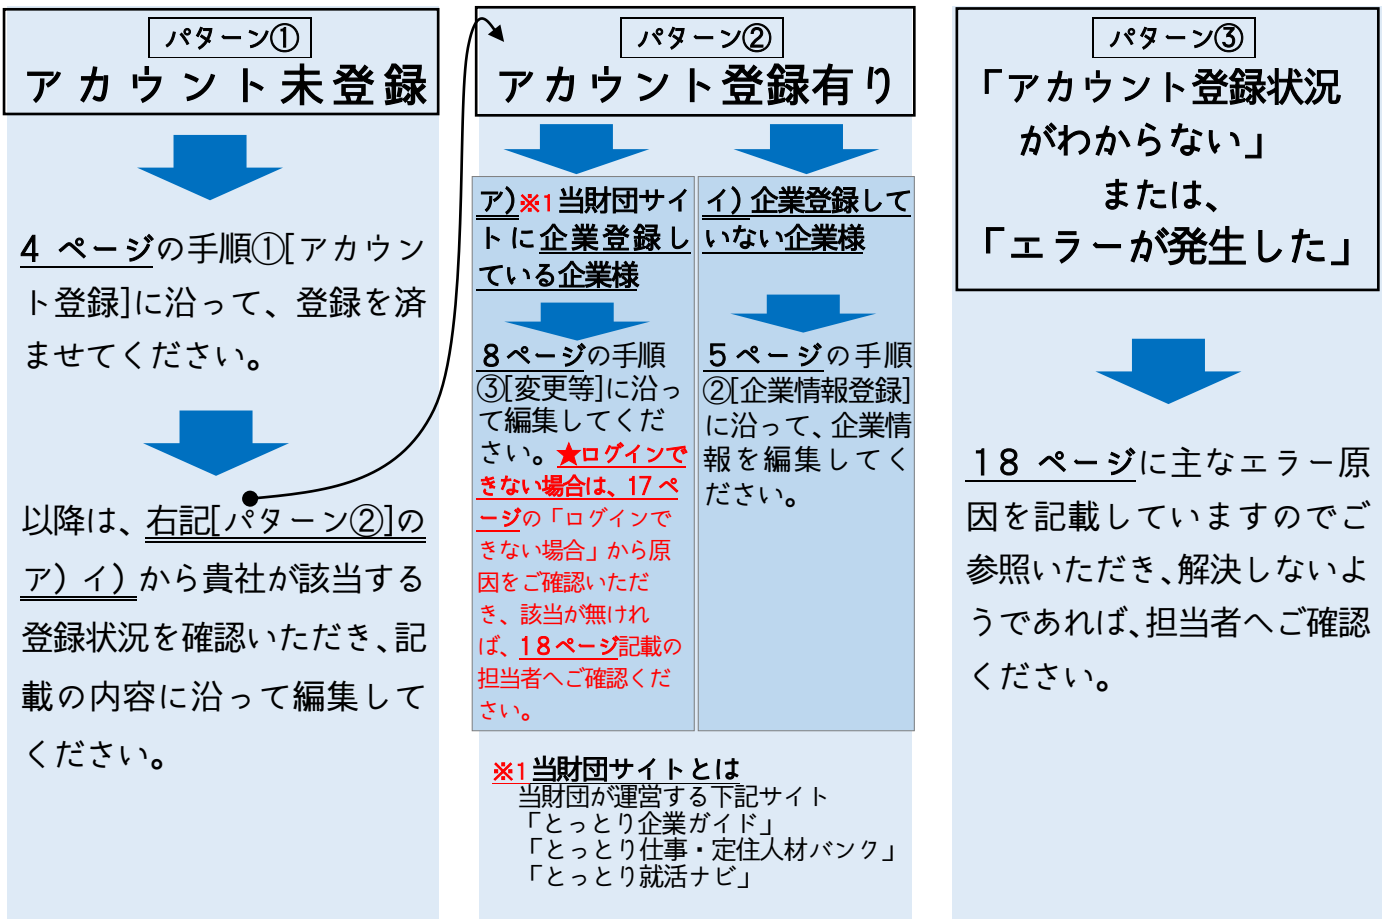 パターン①
アカウント未登録
4 ページの手順①[アカウン
ト登録]に沿って、登録を済
ませてください。
以降は、右記[パターン②]の
ア）イ）から貴社が該当する
登録状況を確認いただき、記
載の内容に沿って編集して
ください。
パターン②
アカウント登録有り
ア）※1当財団サイ
トに企業登録し
ている企業様
8ページの手順
③[変更等]に沿っ
て編集してくだ
さい。★ログインで
きない場合は、17ペ
ージの「ログインで
きない場合」から原
因をご確認いただ
き、該当が無けれ
ば、18ページ記載の
担当者へご確認くだ
さい。
イ）企業登録して
いない企業様
5ページの手順
②[企業情報登録]
に沿って、企業情
報を編集してく
ださい。
※1当財団サイトとは
当財団が運営する下記サイト
「とっとり企業ガイド」
「とっとり仕事・定住人材バンク」
「とっとり就活ナビ」
パターン③
「アカウント登録状況
がわからない」
または、
「エラーが発生した」
18 ページに主なエラー原
因を記載していますのでご
参照いただき、解決しないよ
うであれば、担当者へご確認
ください。